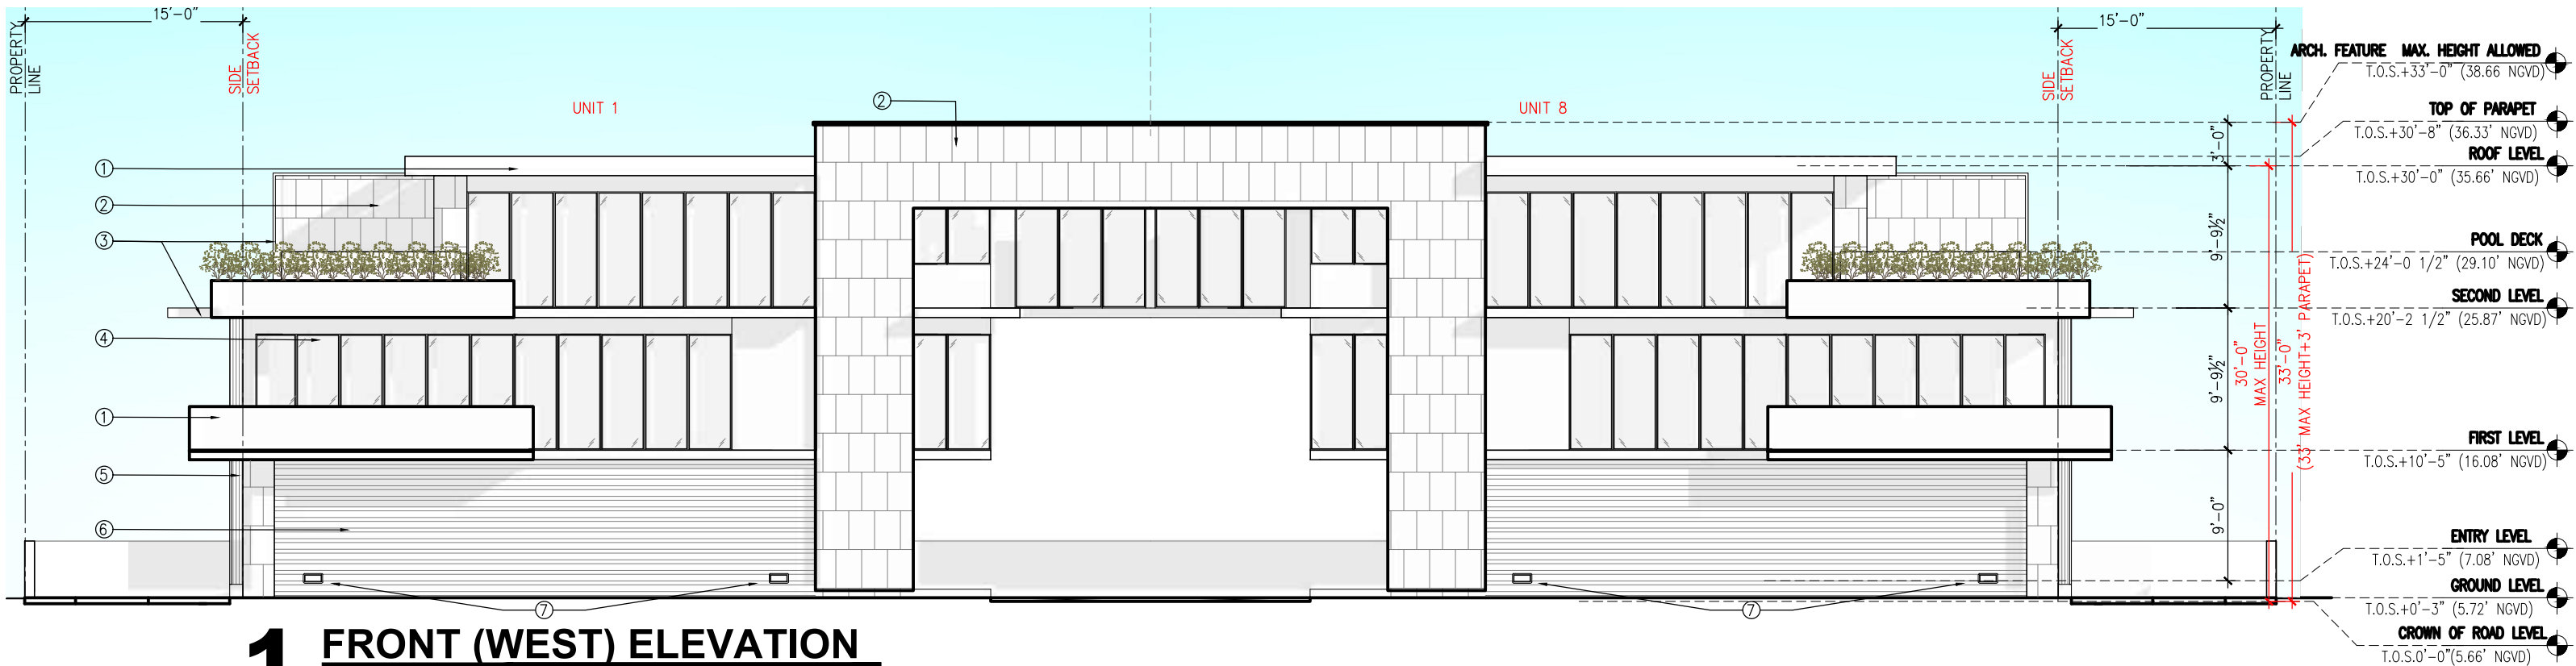 15'-0"
15'-0"
PROPERTY
LINE
SIDE
SETBACK
SIDE
SETBACK
PROPERTY
LINE
UNIT 1
UNIT 8
ARCH. FEATURE MAX. HEIGHT ALLOWED
T.O.S.+33'-0" (38.66 NGVD)
TOP OF PARAPET
T.O.S.+30'-8" (36.33' NGVD)
ROOF LEVEL
T.O.S.+30'-0" (35.66' NGVD)
POOL DECK
T.O.S.+24'-0 1/2" (29.10' NGVD)
SECOND LEVEL
T.O.S.+20'-2 1/2" (25.87' NGVD)
FIRST LEVEL
T.O.S.+10'-5" (16.08' NGVD)
ENTRY LEVEL
T.O.S.+1'-5" (7.08' NGVD)
GROUND LEVEL
T.O.S.+0'-3" (5.72' NGVD)
CROWN OF ROAD LEVEL
T.O.S.0'-0"(5.66' NGVD)
3'-0"
9'-9½"
9'-9½"
9'-0"
30'-0"
MAX HEIGHT
33'-0"
(33' MAX HEIGHT+3' PARAPET)
2
1
2
3
4
1
5
6
7
7
1 FRONT (WEST) ELEVATION